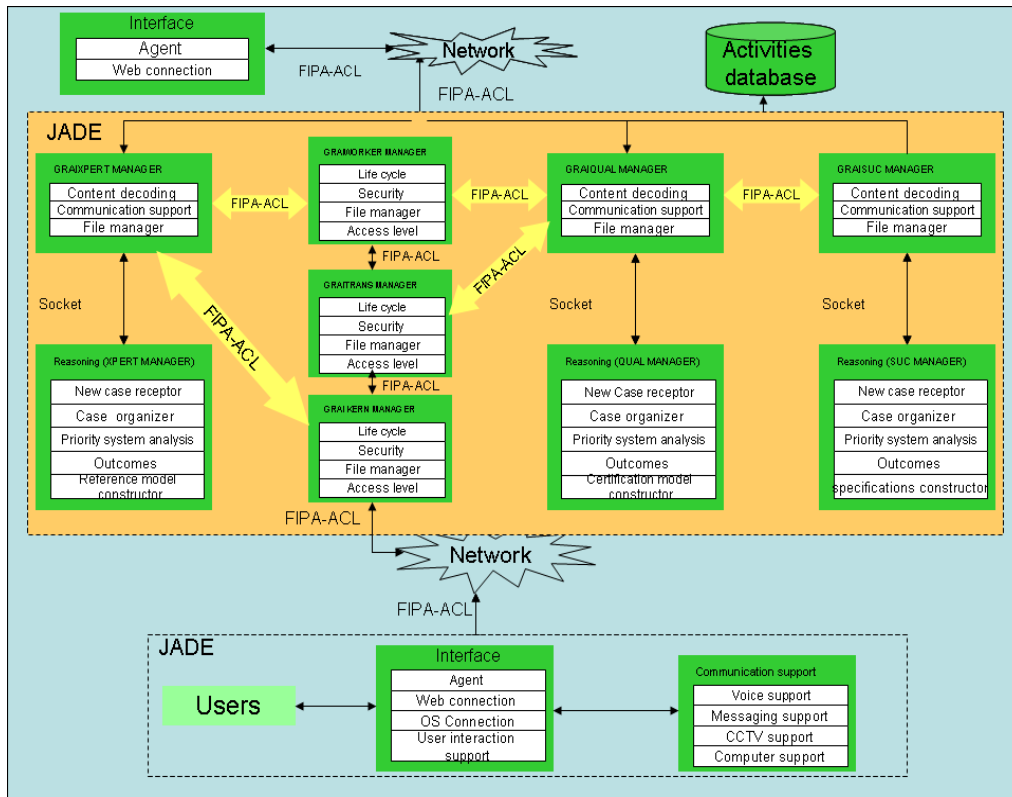 Interface
Agent
Web connection
FIPA-ACL
Network
FIPA-ACL
Activities
database
JADE
GRAIXPERT MANAGER
Content decoding
Communication support
File manager
FIPA-ACL
GRAIWORKER MANAGER
Life cycle
Security
File manager
Access level
FIPA-ACL
GRAIQUAL MANAGER
Content decoding
Communication support
File manager
FIPA-ACL
GRAISUC MANAGER
Content decoding
Communication support
File manager
FIPA-ACL
FIPA-ACL
GRAITRANS MANAGER
Life cycle
Security
File manager
Access level
Socket
FIPA-ACL
Socket
Socket
FIPA-ACL
Reasoning (XPERT MANAGER)
New case receptor
Case organizer
Priority system analysis
Outcomes
Reference model
constructor
GRAIKERN MANAGER
Life cycle
Security
File manager
Access level
Reasoning (QUAL MANAGER)
New Case receptor
Case organizer
Priority system analysis
Outcomes
Certification model
constructor
Reasoning (SUC MANAGER)
New case receptor
Case organizer
Priority system analysis
Outcomes
specifications constructor
FIPA-ACL
Network
FIPA-ACL
JADE
Users
Interface
Agent
Web connection
OS Connection
User interaction
support
Communication support
Voice support
Messaging support
CCTV support
Computer support